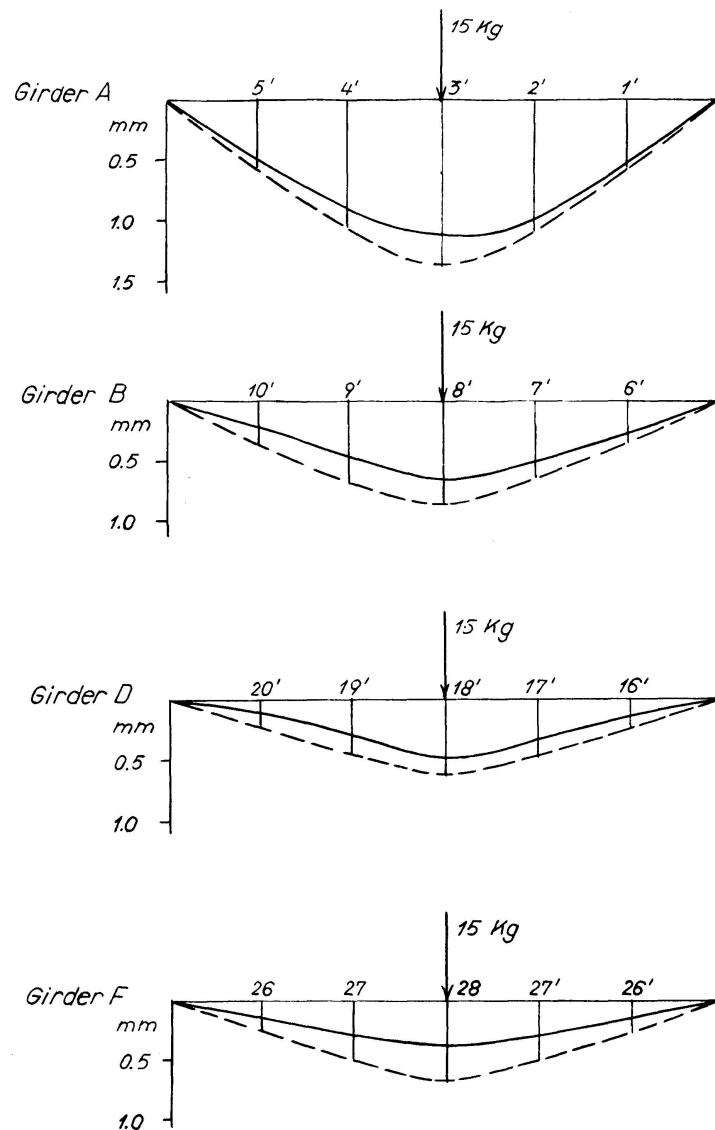 15 Kg
Girder A 5' 4' 3' 2' 1'
mm
0.5
1.0
1.5
15 Kg
Girder B 10' 9' 8' 7' 6'
mm
0.5
1.0
15 Kg
Girder D 20' 19' 18' 17' 16'
mm
0.5
1.0
15 Kg
Girder F 26 27 28 27' 26'
mm
0.5
1.0